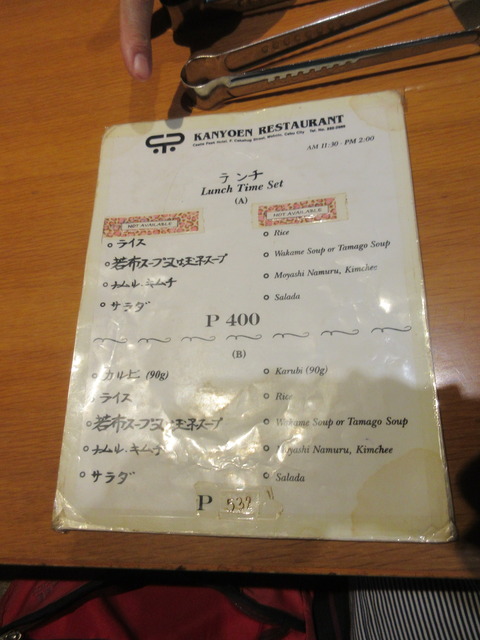 KANYOEN RESTAURANT
AM 11:30 - PM 2:00
ランチ
Lunch Time Set
(A)
NOT AVAILABLE
NOT AVAILABLE
ライス
Rice
若布スープ又は玉子スープ
Wakame Soup or Tamago Soup
ナムル.キムチ
Moyashi Namuru, Kimchee
サラダ
Salada
P 400
(B)
カルビ (90g)
Karubi (90g)
ライス
Rice
若布スープ又は玉子スープ
Wakame Soup or Tamago Soup
ナムル.キムチ
Moyashi Namuru, Kimchee
サラダ
Salada
P 532